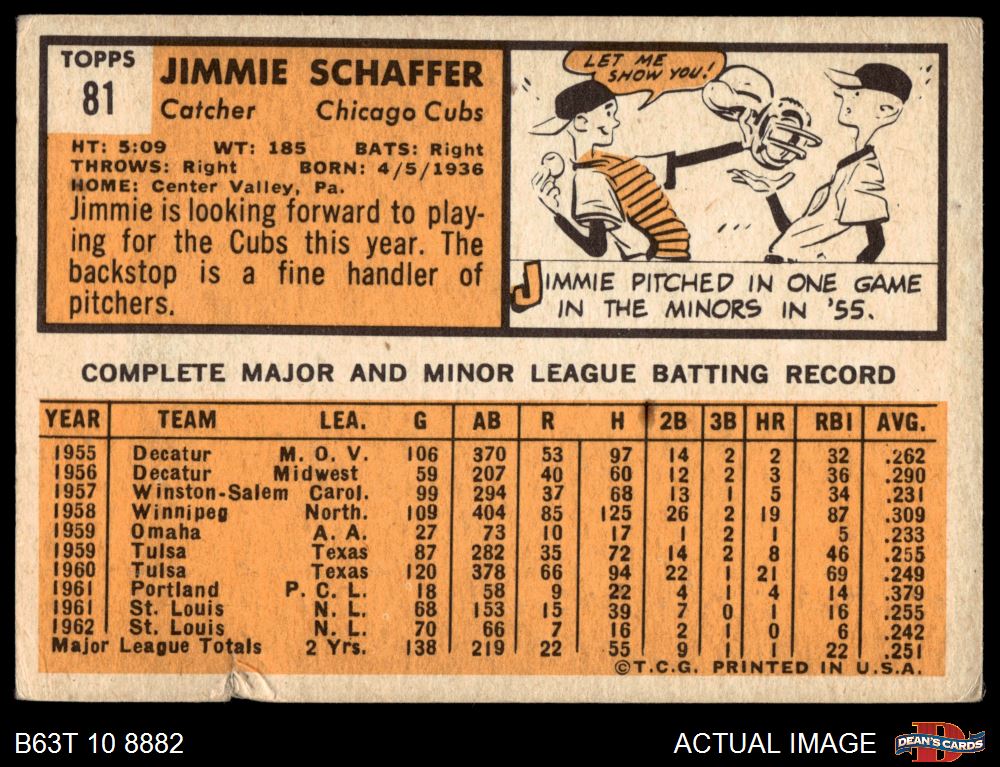 TOPPS
81
JIMMIE SCHAFFER
Catcher Chicago Cubs
HT: 5:09 WT: 185 BATS: Right
THROWS: Right BORN: 4/5/1936
HOME: Center Valley, Pa.
Jimmie is looking forward to play-
ing for the Cubs this year. The
backstop is a fine handler of
pitchers.
LET ME
SHOW YOU!
JIMMIE PITCHED IN ONE GAME
IN THE MINORS IN '55.
COMPLETE MAJOR AND MINOR LEAGUE BATTING RECORD
YEAR TEAM LEA. G AB R H 2B 3B HR RBI AVG.
1955 Decatur M. O. V. 106 370 53 97 14 2 2 32 .262
1956 Decatur Midwest 59 207 40 60 12 2 3 36 .290
1957 Winston-Salem Carol. 99 294 37 68 13 1 5 34 .231
1958 Winnipeg North. 109 404 85 125 26 2 19 87 .309
1959 Omaha A. A. 27 73 10 17 1 2 1 5 .233
1959 Tulsa Texas 87 282 35 72 14 2 8 46 .255
1960 Tulsa Texas 120 378 66 94 22 1 21 69 .249
1961 Portland P. C. L. 18 58 9 22 4 1 4 14 .379
1961 St. Louis N. L. 68 153 15 39 7 0 1 16 .255
1962 St. Louis N. L. 70 66 7 16 2 1 0 6 .242
Major League Totals 2 Yrs. 138 219 22 55 9 1 1 22 .251
©T.C.G. PRINTED IN U.S.A.
B63T 10 8882
ACTUAL IMAGE
DEAN'S CARDS